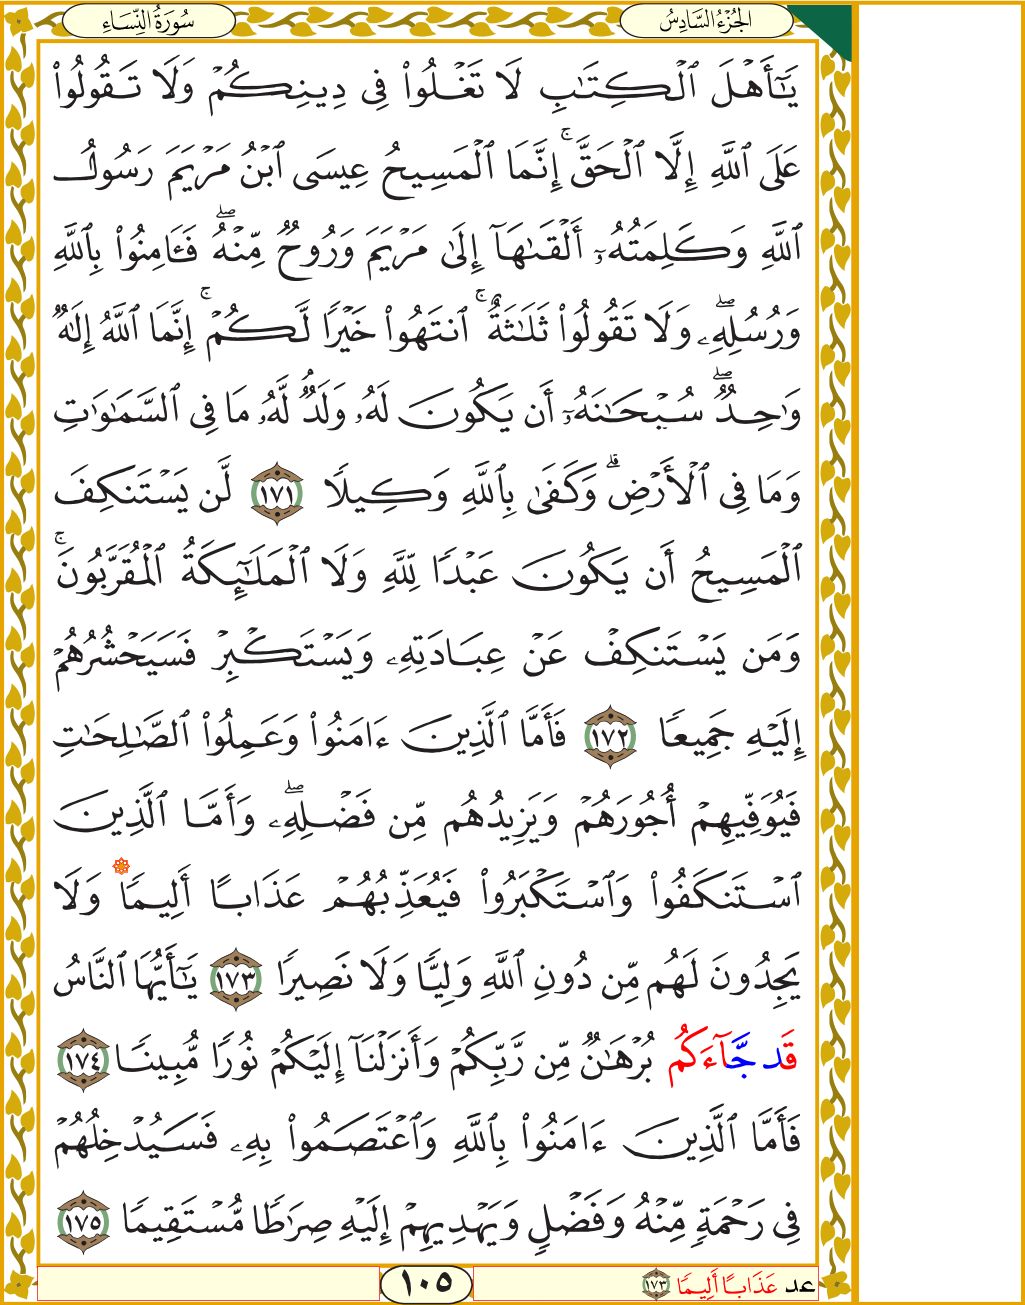 الجُزْءُ السَّادِسُ
سُورَةُ النِّسَاءِ
يَٰٓأَهْلَ ٱلْكِتَٰبِ لَا تَغْلُوا۟ فِى دِينِكُمْ وَلَا تَقُولُوا۟
عَلَى ٱللَّهِ إِلَّا ٱلْحَقَّ ۚ إِنَّمَا ٱلْمَسِيحُ عِيسَى ٱبْنُ مَرْيَمَ رَسُولُ
ٱللَّهِ وَكَلِمَتُهُۥٓ أَلْقَىٰهَآ إِلَىٰ مَرْيَمَ وَرُوحٌ مِّنْهُ ۖ فَـَٔامِنُوا۟ بِٱللَّهِ
وَرُسُلِهِۦ ۖ وَلَا تَقُولُوا۟ ثَلَٰثَةٌ ۚ ٱنتَهُوا۟ خَيْرًا لَّكُمْ ۚ إِنَّمَا ٱللَّهُ إِلَٰهٌ
وَٰحِدٌ ۖ سُبْحَٰنَهُۥٓ أَن يَكُونَ لَهُۥ وَلَدٌ ۘ لَّهُۥ مَا فِى ٱلسَّمَٰوَٰتِ
وَمَا فِى ٱلْأَرْضِ ۗ وَكَفَىٰ بِٱللَّهِ وَكِيلًا ١٧١ لَّن يَسْتَنكِفَ
ٱلْمَسِيحُ أَن يَكُونَ عَبْدًا لِّلَّهِ وَلَا ٱلْمَلَٰٓئِكَةُ ٱلْمُقَرَّبُونَ ۚ
وَمَن يَسْتَنكِفْ عَنْ عِبَادَتِهِۦ وَيَسْتَكْبِرْ فَسَيَحْشُرُهُمْ
إِلَيْهِ جَمِيعًا ١٧٢ فَأَمَّا ٱلَّذِينَ ءَامَنُوا۟ وَعَمِلُوا۟ ٱلصَّٰلِحَٰتِ
فَيُوَفِّيهِمْ أُجُورَهُمْ وَيَزِيدُهُم مِّن فَضْلِهِۦ ۖ وَأَمَّا ٱلَّذِينَ
ٱسْتَنكَفُوا۟ وَٱسْتَكْبَرُوا۟ فَيُعَذِّبُهُمْ عَذَابًا أَلِيمًا وَلَا
يَجِدُونَ لَهُم مِّن دُونِ ٱللَّهِ وَلِيًّا وَلَا نَصِيرًا ١٧٣ يَٰٓأَيُّهَا ٱلنَّاسُ
قَد جَّآءَكُم بُرْهَٰنٌ مِّن رَّبِّكُمْ وَأَنزَلْنَآ إِلَيْكُمْ نُورًا مُّبِينًا ١٧٤
فَأَمَّا ٱلَّذِينَ ءَامَنُوا۟ بِٱللَّهِ وَٱعْتَصَمُوا۟ بِهِۦ فَسَيُدْخِلُهُمْ
فِى رَحْمَةٍ مِّنْهُ وَفَضْلٍ وَيَهْدِيهِمْ إِلَيْهِ صِرَٰطًا مُّسْتَقِيمًا ١٧٥
عد عَذَابًا أَلِيمًا ١٧٣
١٠٥